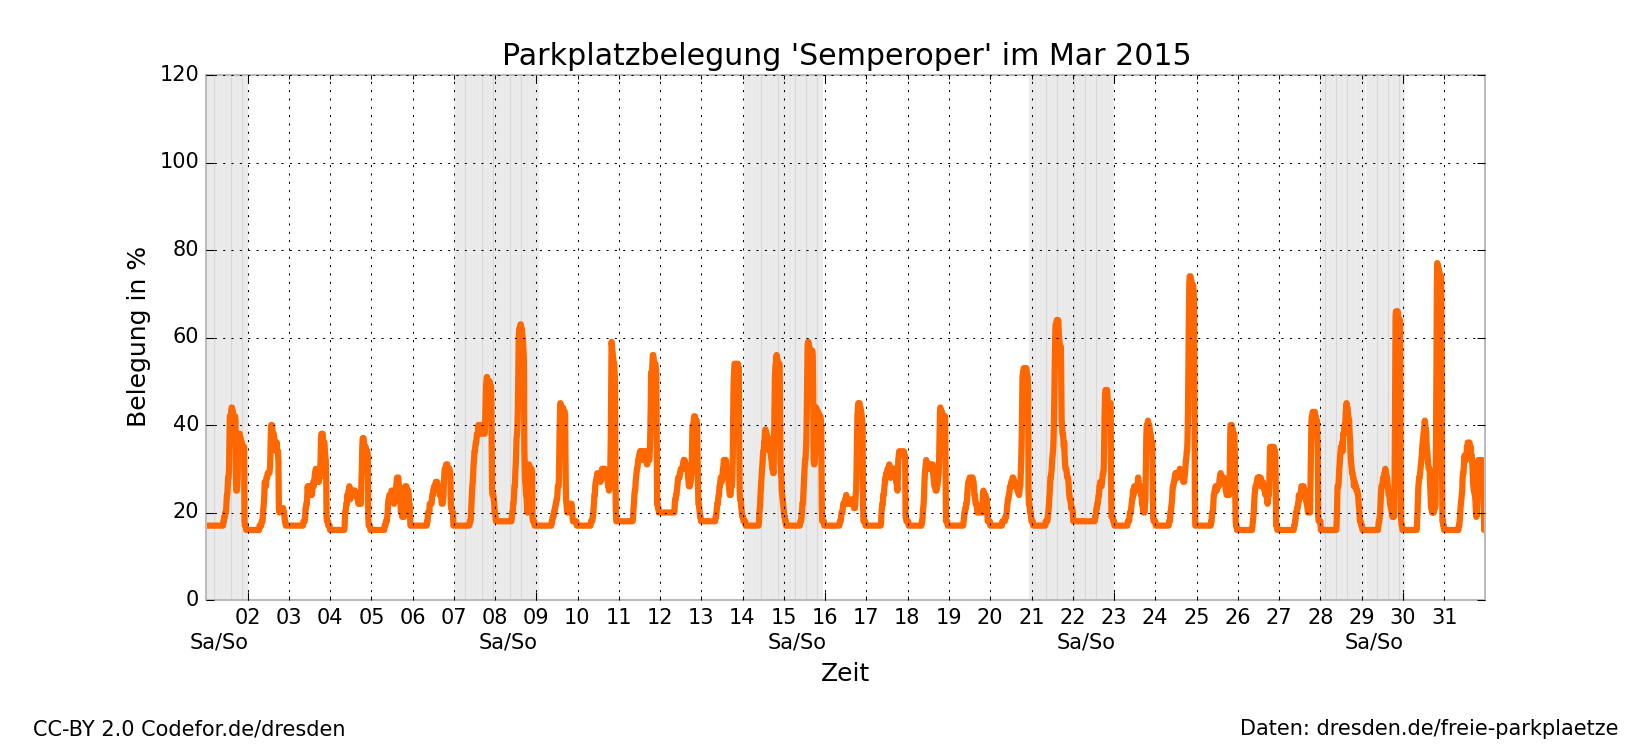 Parkplatzbelegung 'Semperoper' im Mar 2015
120
100
80
60
40
20
0
Belegung in %
02 03 04 05 06 07 08 09 10 11 12 13 14 15 16 17 18 19 20 21 22 23 24 25 26 27 28 29 30 31
Sa/So Sa/So Sa/So Sa/So Sa/So
Zeit
CC-BY 2.0 Codefor.de/dresden
Daten: dresden.de/freie-parkplaetze